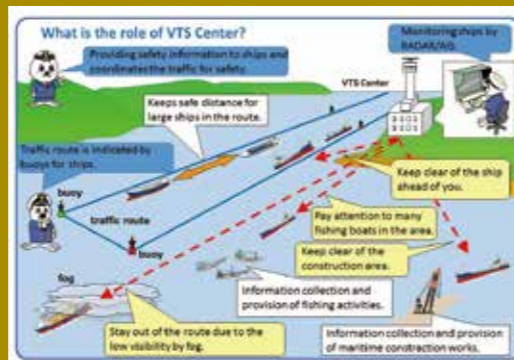 What is the role of VTS Center?
Providing safety information to ships and
coordinates the traffic for safety.
Monitoring ships by
RADAR/AIS.
VTS Center
Keeps safe distance for
large ships in the route.
Traffic route is indicated by
buoys for ships.
buoy
traffic route
buoy
Keep clear of the ship
ahead of you.
Pay attention to many
fishing boats in the area.
Keep clear of the
construction area.
fog
Information collection and
provision of fishing activities.
Stay out of the route due to the
low visibility by fog.
Information collection and provision
of maritime constraction works.